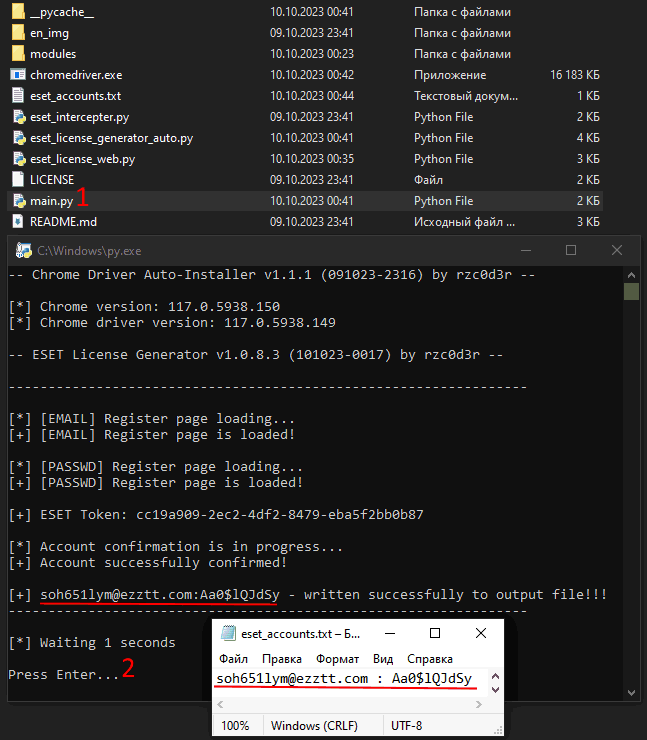 __pycache__ 10.10.2023 00:41 Папка с файлами
en_img 09.10.2023 23:41 Папка с файлами
modules 10.10.2023 00:23 Папка с файлами
chromedriver.exe 10.10.2023 00:42 Приложение 16 183 КБ
eset_accounts.txt 10.10.2023 00:44 Текстовый докум... 1 КБ
eset_intercepter.py 09.10.2023 23:41 Python File 2 КБ
eset_license_generator_auto.py 09.10.2023 23:41 Python File 4 КБ
eset_license_web.py 10.10.2023 00:35 Python File 3 КБ
LICENSE 09.10.2023 23:41 Файл 2 КБ
main.py 1 10.10.2023 00:41 Python File 2 КБ
README.md 09.10.2023 23:41 Исходный файл ... 3 КБ
C:\Windows\py.exe
-- Chrome Driver Auto-Installer v1.1.1 (091023-2316) by rzc0d3r --
[*] Chrome version: 117.0.5938.150
[*] Chrome driver version: 117.0.5938.149
-- ESET License Generator v1.0.8.3 (101023-0017) by rzc0d3r --
-----------------------------------------------------------------
[*] [EMAIL] Register page loading...
[+] [EMAIL] Register page is loaded!
[*] [PASSWD] Register page loading...
[+] [PASSWD] Register page is loaded!
[+] ESET Token: cc19a909-2ec2-4df2-8479-eba5f2bb0b87
[*] Account confirmation is in progress...
[+] Account successfully confirmed!
[+] soh651lym@ezztt.com:Aa0$lQJdSy - written successfully to output file!!!
-----------------------------------------------------------------
[*] Waiting 1 seconds
Press Enter... 2
eset_accounts.txt – Б...
Файл Правка Формат Вид Справка
soh651lym@ezztt.com : Aa0$lQJdSy
100% Windows (CRLF) UTF-8